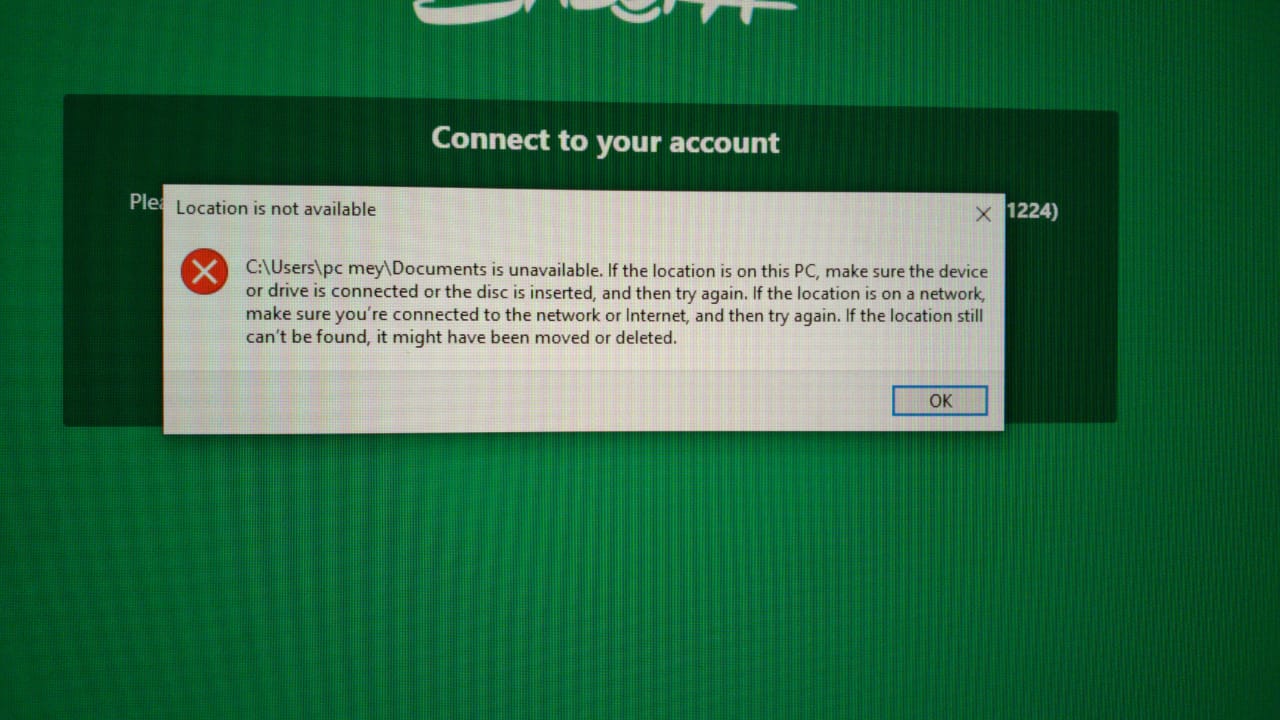 Connect to your account
Location is not available
1224)
C:\Users\pc mey\Documents is unavailable. If the location is on this PC, make sure the device
or drive is connected or the disc is inserted, and then try again. If the location is on a network,
make sure you're connected to the network or Internet, and then try again. If the location still
can't be found, it might have been moved or deleted.
OK